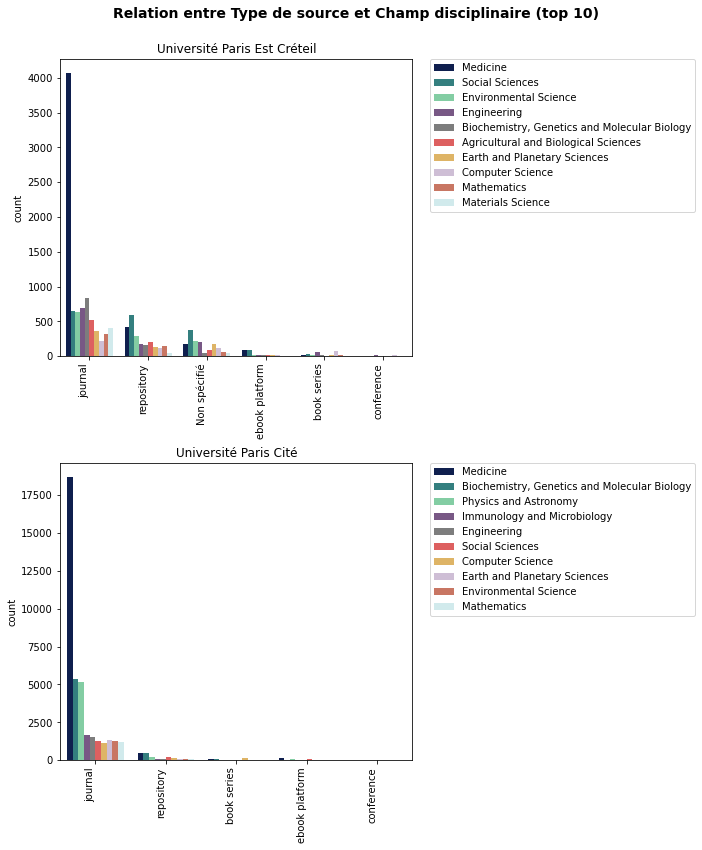 Relation entre Type de source et Champ disciplinaire (top 10)
Université Paris Est Créteil
Medicine
Social Sciences
Environmental Science
Engineering
Biochemistry, Genetics and Molecular Biology
Agricultural and Biological Sciences
Earth and Planetary Sciences
Computer Science
Mathematics
Materials Science
4000
3500
3000
2500
2000
1500
1000
500
0
count
journal
repository
Non spécifié
ebook platform
book series
conference
Université Paris Cité
Medicine
Biochemistry, Genetics and Molecular Biology
Physics and Astronomy
Immunology and Microbiology
Engineering
Social Sciences
Computer Science
Earth and Planetary Sciences
Environmental Science
Mathematics
17500
15000
12500
10000
7500
5000
2500
0
count
journal
repository
book series
ebook platform
conference